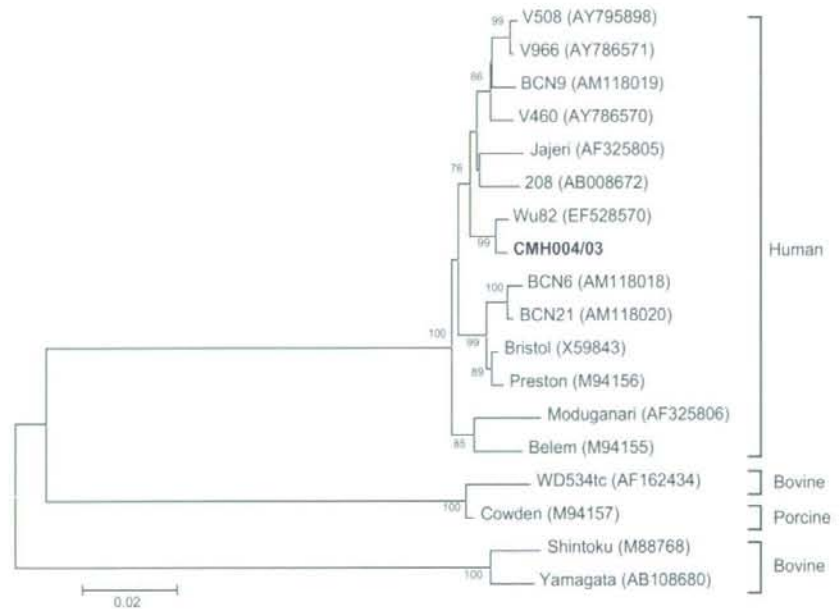 99
V508 (AY795898)
V966 (AY786571)
66
BCN9 (AM118019)
V460 (AY786570)
Jajeri (AF325805)
76
208 (AB008672)
Wu82 (EF528570)
99
CMH004/03
Human
BCN6 (AM118018)
100
BCN21 (AM118020)
100
99
Bristol (X59843)
89
Preston (M94156)
Moduganari (AF325806)
85
Belem (M94155)
WD534tc (AF162434)
Bovine
100
Cowden (M94157)
Porcine
Shintoku (M88768)
Bovine
100
Yamagata (AB108680)
0.02